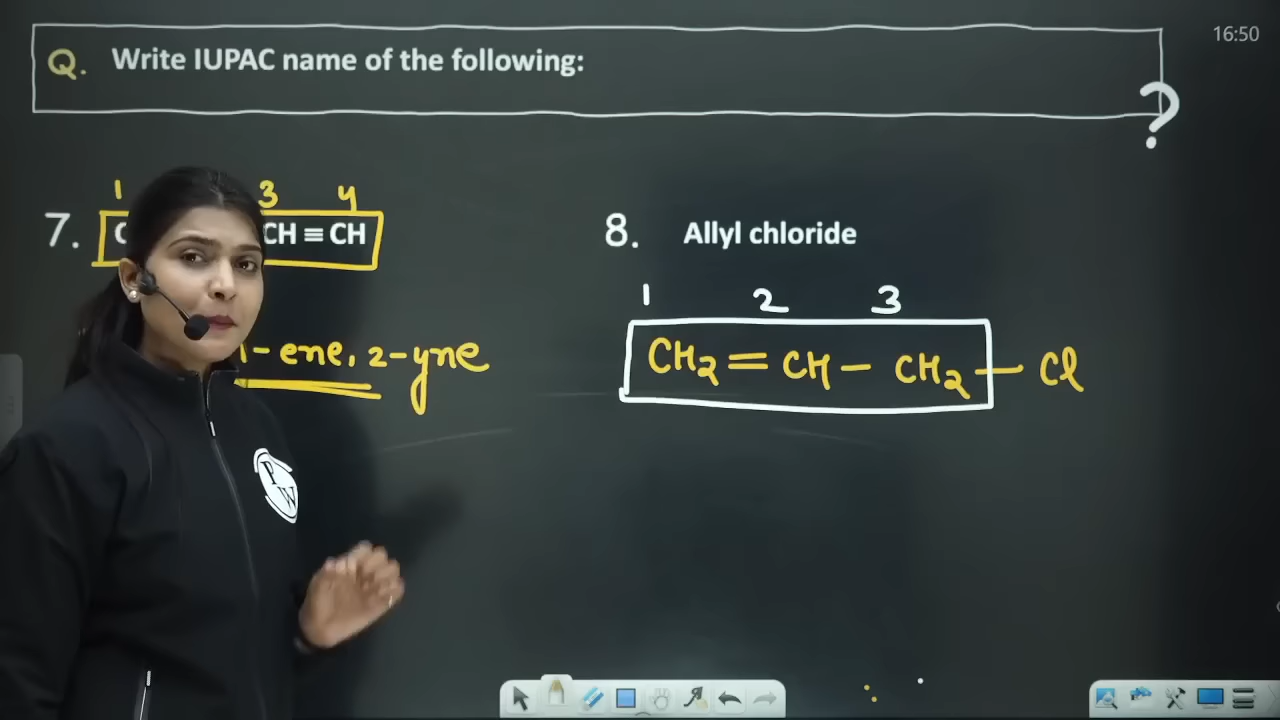 16:50
Q. Write IUPAC name of the following:
?
1 3 4
7. CH ≡ CH
1 - ene, 2 - yne
8. Allyl chloride
1 2 3
CH₂ = CH - CH₂ - Cl
PW